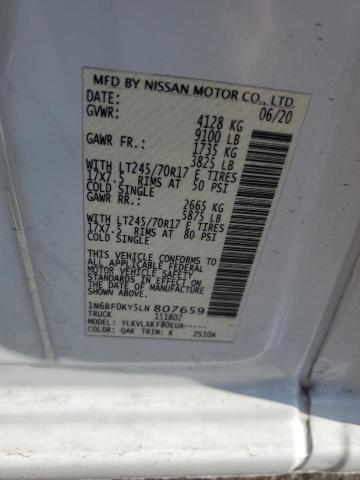 MFD BY NISSAN MOTOR CO., LTD.
DATE: 06/20
GVWR: 4128 KG
9100 LB
GAWR FR.: 1735 KG
3825 LB
WITH LT245/70R17 E TIRES
17X7.5 RIMS AT 50 PSI
COLD SINGLE
GAWR RR.: 2665 KG
5875 LB
WITH LT245/70R17 E TIRES
17X7.5 RIMS AT 80 PSI
COLD SINGLE
THIS VEHICLE CONFORMS TO ALL
APPLICABLE FEDERAL MOTOR
VEHICLE SAFETY STANDARDS
IN EFFECT ON THE DATE OF
MANUFACTURE SHOWN ABOVE.
1N6BF0KY5LN 807659
TRUCK 151802
MODEL: YLKVLXKF80EUA-----
COLOR: QAK TRIM: K 2510A